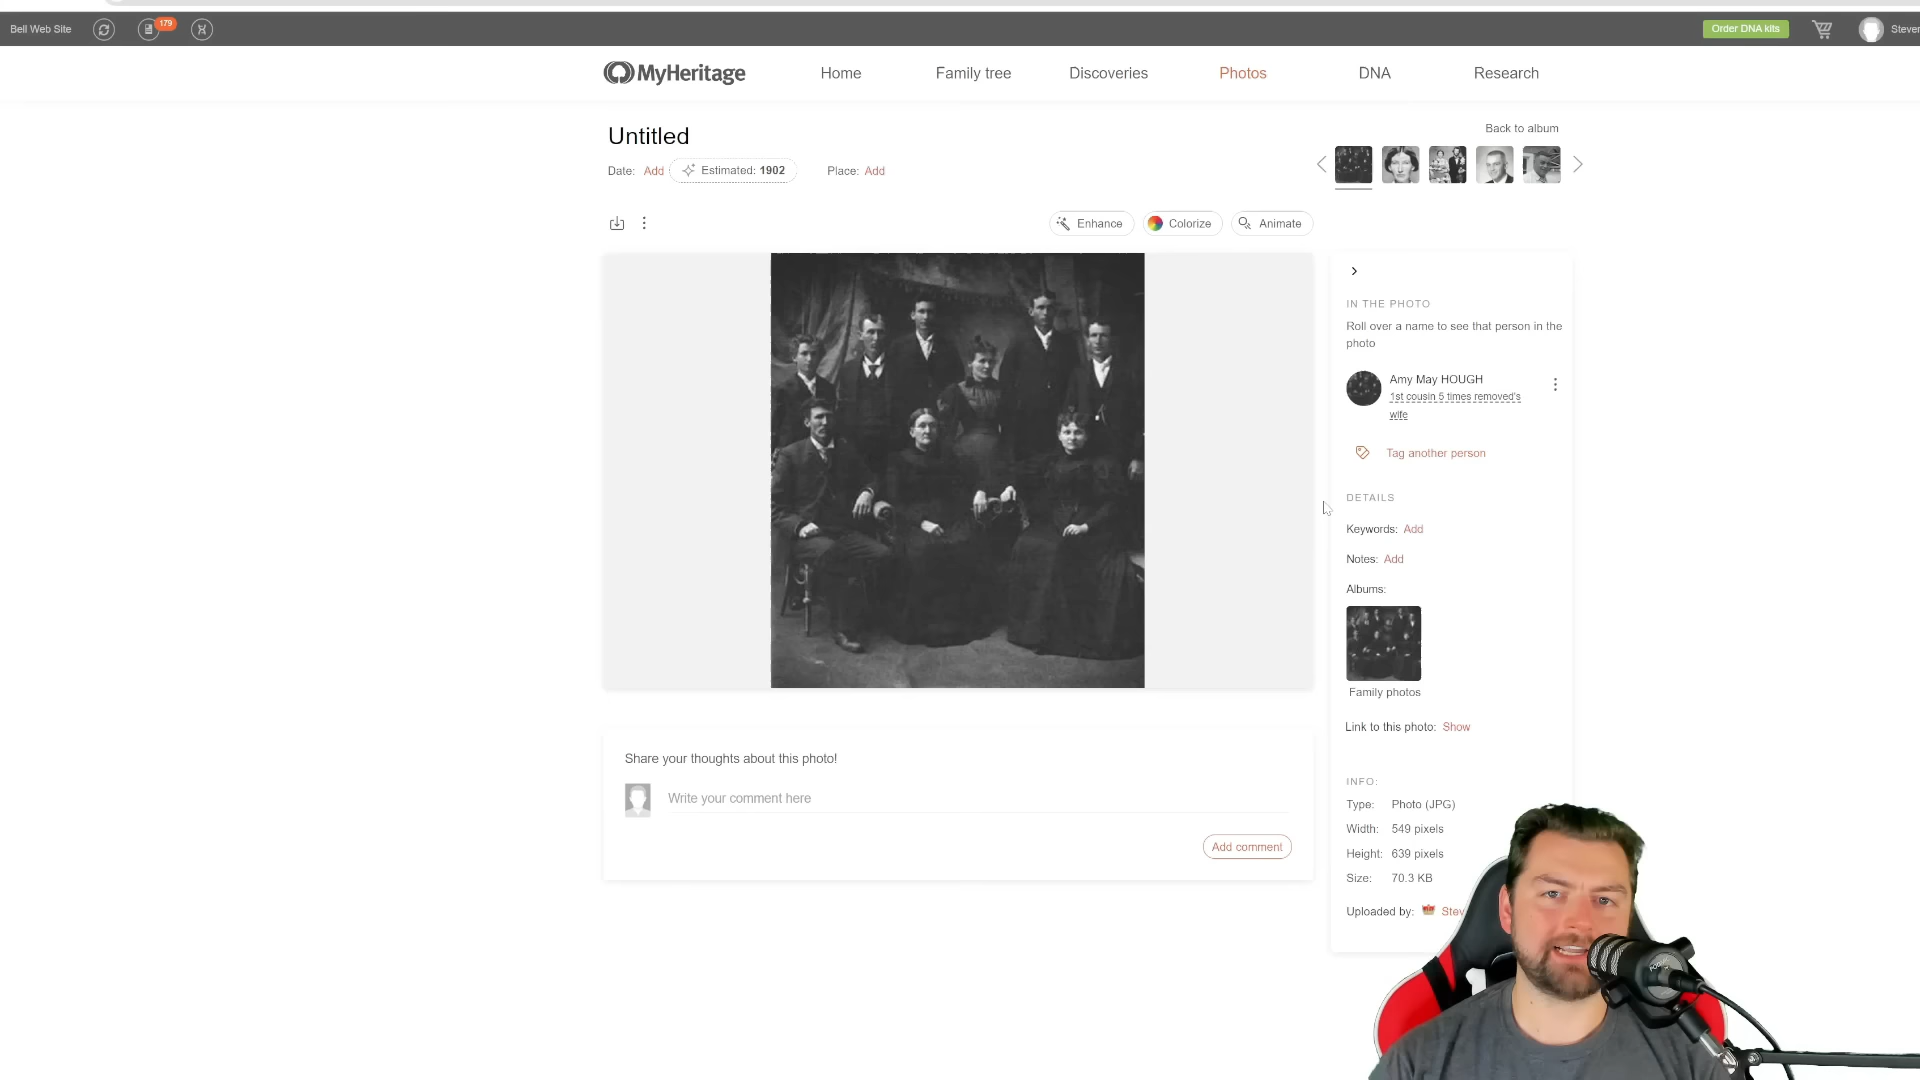 Bell Web Site
179
Order DNA kits
Steven
MyHeritage
Home
Family tree
Discoveries
Photos
DNA
Research
Untitled
Back to album
Date: Add
Estimated: 1902
Place: Add
Enhance
Colorize
Animate
IN THE PHOTO
Roll over a name to see that person in the
photo
Amy May HOUGH
1st cousin 5 times removed's
wife
Tag another person
DETAILS
Keywords: Add
Notes: Add
Albums:
Family photos
Link to this photo: Show
Share your thoughts about this photo!
Write your comment here
Add comment
INFO:
Type: Photo (JPG)
Width: 549 pixels
Height: 639 pixels
Size: 70.3 KB
Uploaded by: Stev